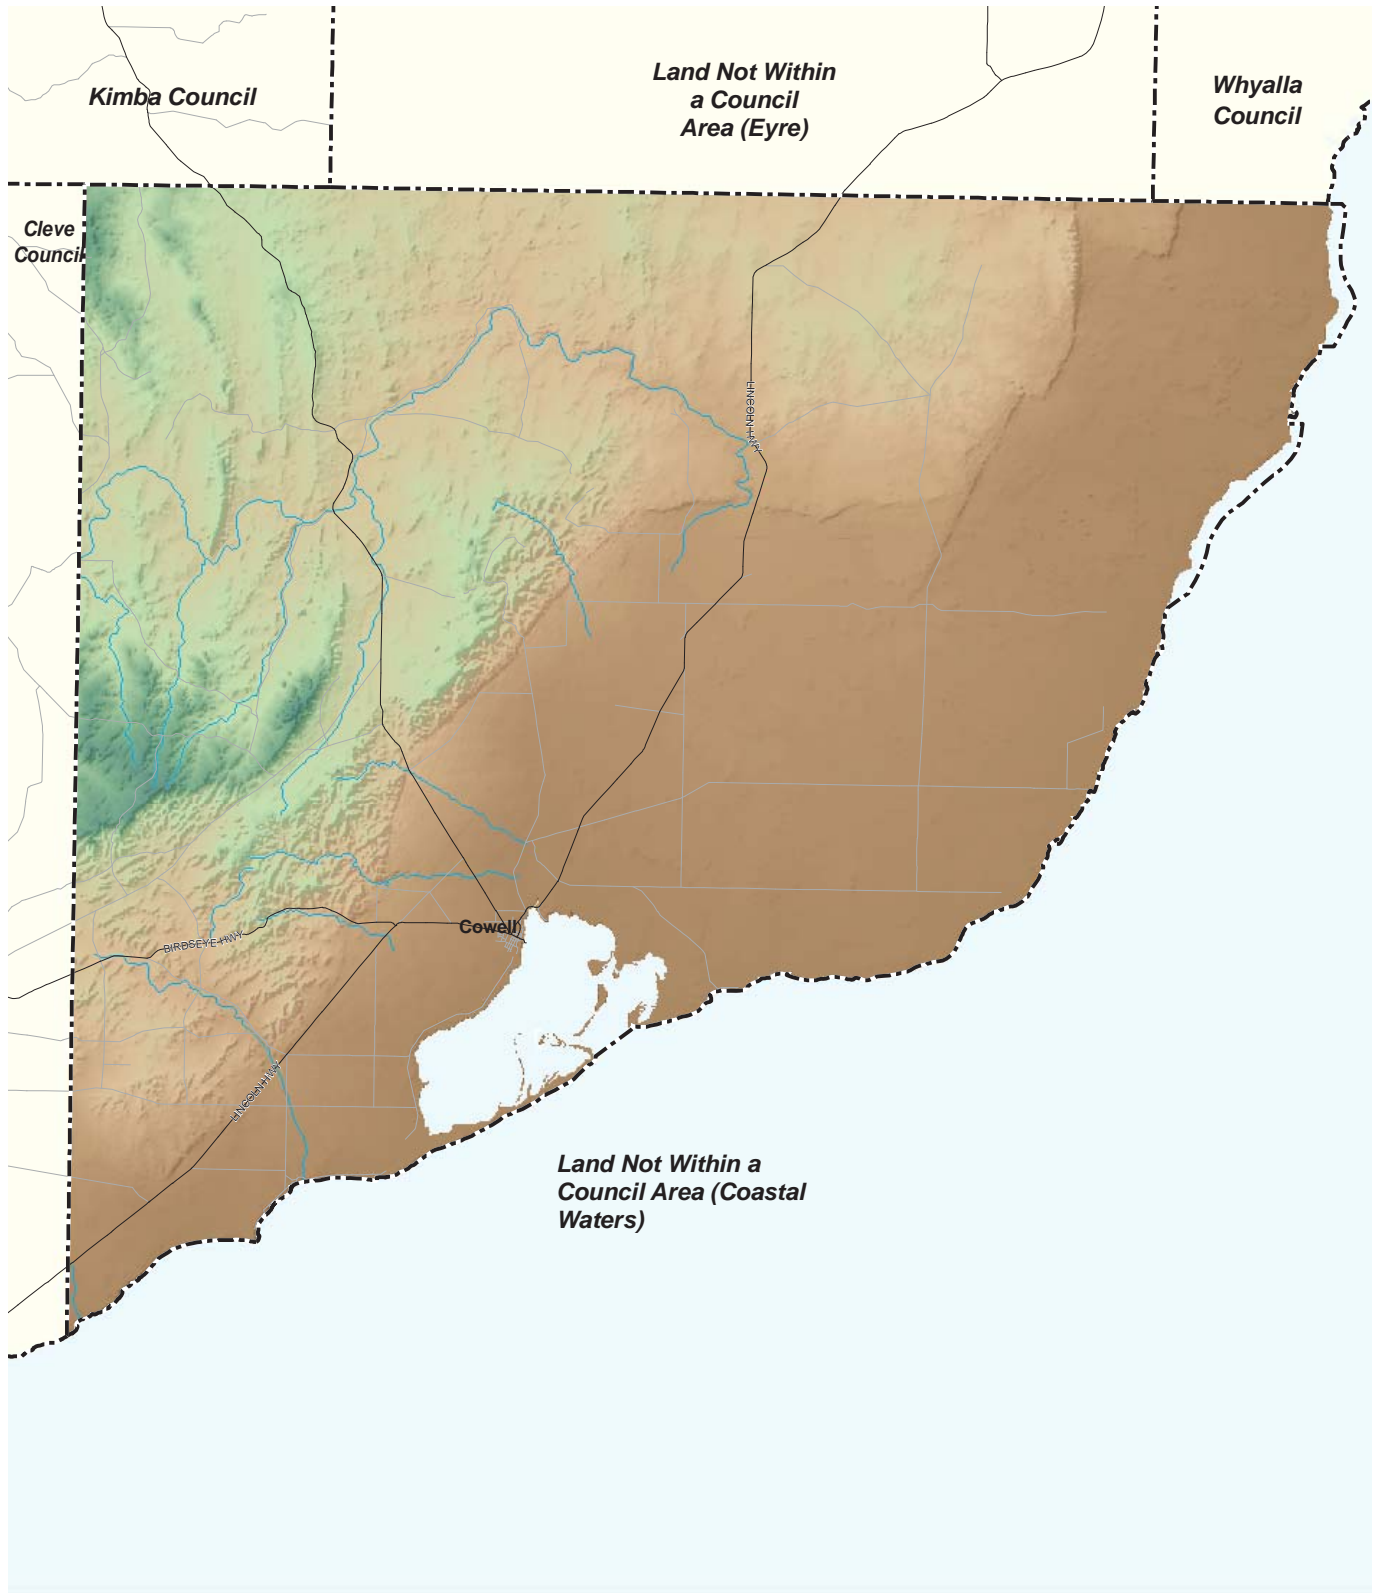 Land Not Within
a Council
Area (Eyre)
Whyalla
Council
Kimba Council
Cleve
Council
LINCOLN HWY
Cowell
BIRDSEYE HWY
LINCOLN HWY
Land Not Within a
Council Area (Coastal
Waters)